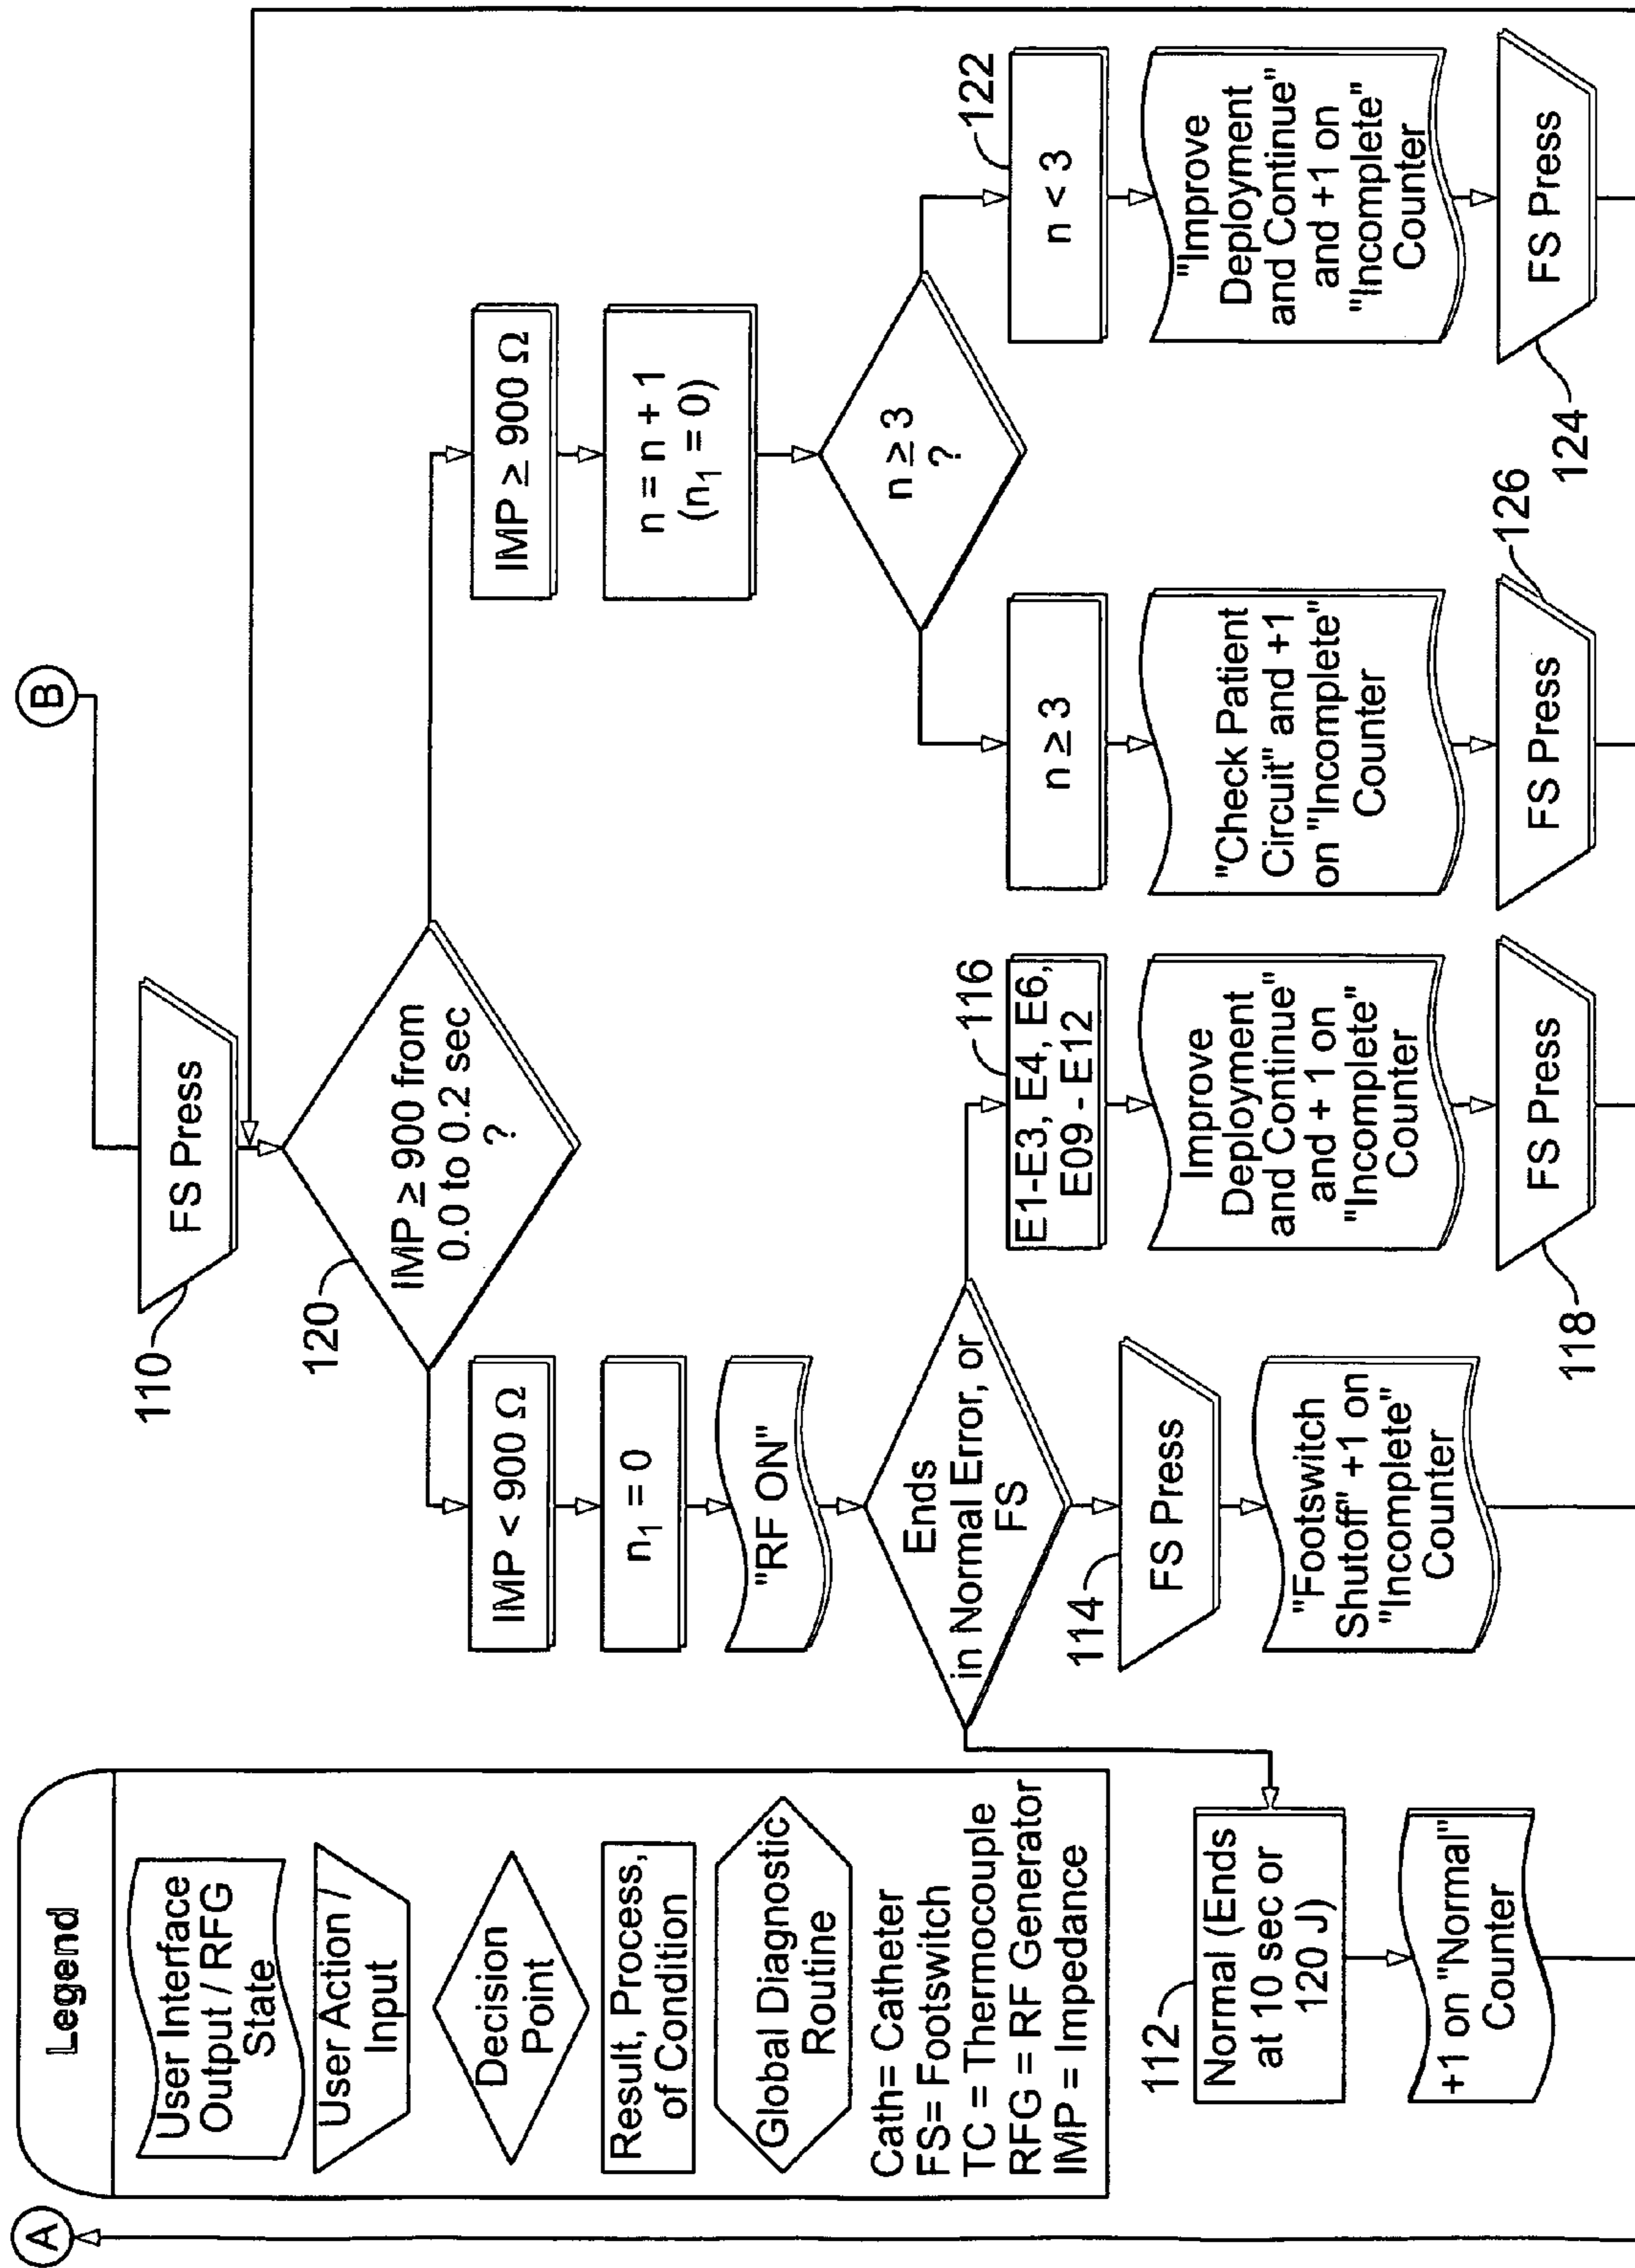 A
Legend
User Interface
Output / RFG
State
User Action /
Input
Decision
Point
Result, Process,
of Condition
Global Diagnostic
Routine
Cath= Catheter
FS= Footswitch
TC = Thermocouple
RFG = RF Generator
IMP = Impedance
B
110
FS Press
120
IMP ≥ 900 from
0.0 to 0.2 sec
?
IMP < 900 Ω
n₁ = 0
"RF ON"
Ends
in Normal Error, or
FS
112
Normal (Ends
at 10 sec or
120 J)
+1 on "Normal"
Counter
114
FS Press
"Footswitch
Shutoff" +1 on
"Incomplete"
Counter
116
E1-E3, E4, E6,
E09 - E12
Improve
Deployment
and Continue"
and + 1 on
"Incomplete"
Counter
118
FS Press
IMP ≥ 900 Ω
n = n + 1
(n₁ = 0)
n ≥ 3
?
n ≥ 3
"Check Patient
Circuit" and +1
on "Incomplete"
Counter
126
FS Press
122
n < 3
"Improve
Deployment
and Continue"
and +1 on
"Incomplete"
Counter
124
FS Press